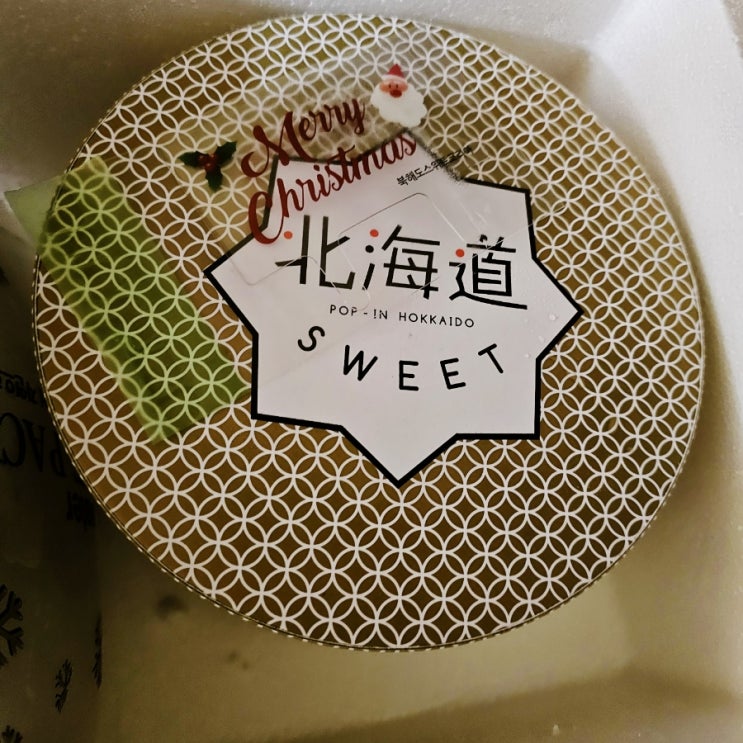 Merry
Christmas
北海道
POP-IN HOKKAIDO
SWEET